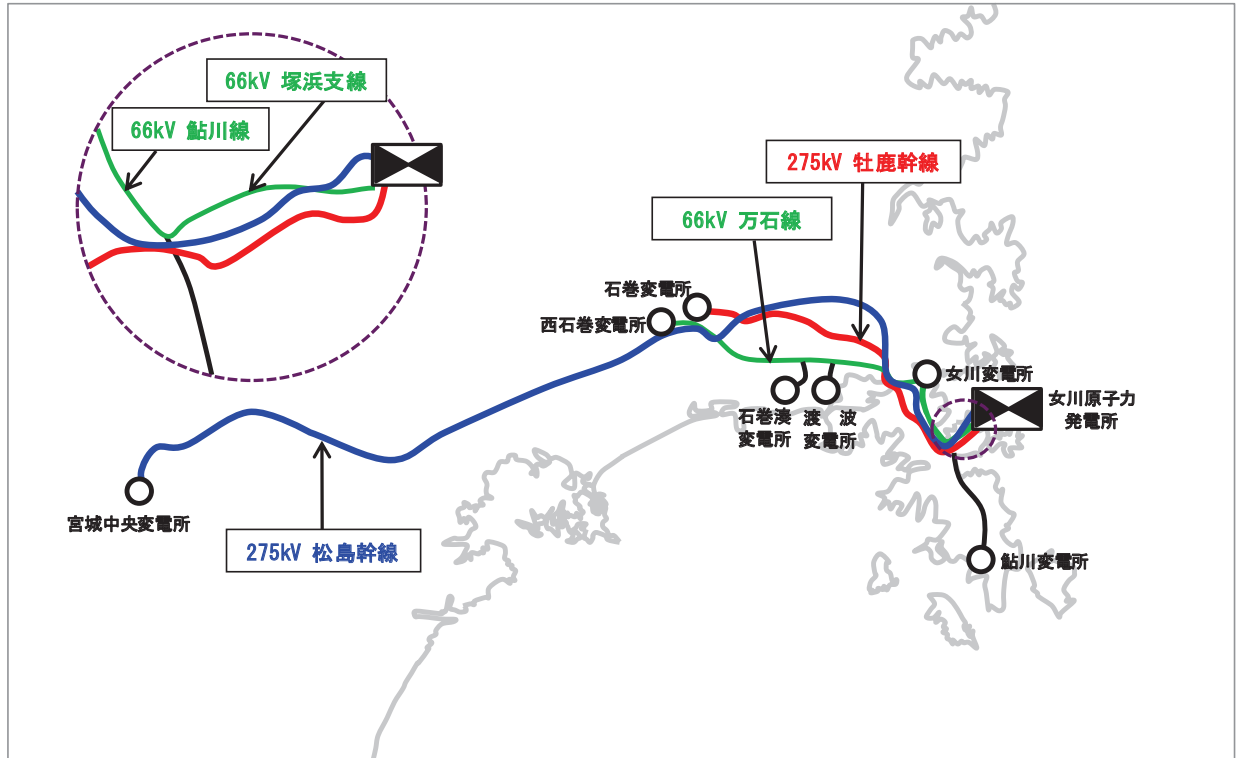 66kV 塚浜支線
66kV 鮎川線
275kV 牡鹿幹線
66kV 万石線
石巻変電所
西石巻変電所
女川変電所
女川原子力
発電所
石巻湊
変電所
渡 波
変電所
宮城中央変電所
275kV 松島幹線
鮎川変電所